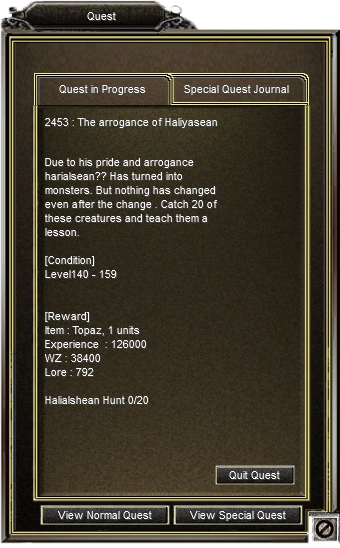 Quest
Quest in Progress
Special Quest Journal
2453 : The arrogance of Haliyasean
Due to his pride and arrogance
harialsean?? Has turned into
monsters. But nothing has changed
even after the change . Catch 20 of
these creatures and teach them a
lesson.
[Condition]
Level140 - 159
[Reward]
Item : Topaz, 1 units
Experience  : 126000
WZ : 38400
Lore : 792
Halialshean Hunt 0/20
Quit Quest
View Normal Quest
View Special Quest